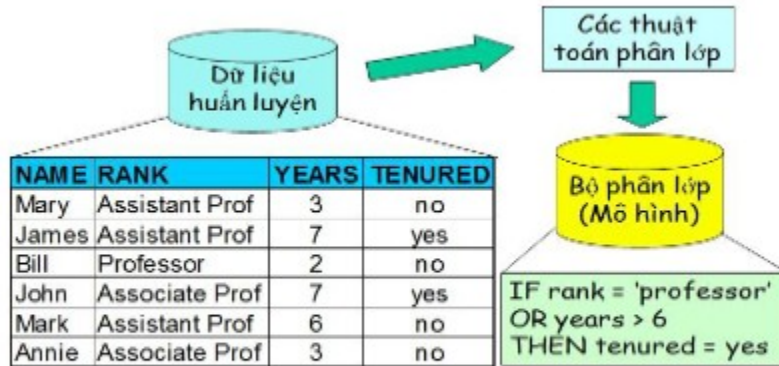 Dữ liệu
huấn luyện
Các thuật
toán phân lớp
NAME RANK YEARS TENURED
Mary Assistant Prof 3 no
James Assistant Prof 7 yes
Bill Professor 2 no
John Associate Prof 7 yes
Mark Assistant Prof 6 no
Annie Associate Prof 3 no
Bộ phân lớp
(Mô hình)
IF rank = 'professor'
OR years > 6
THEN tenured = yes